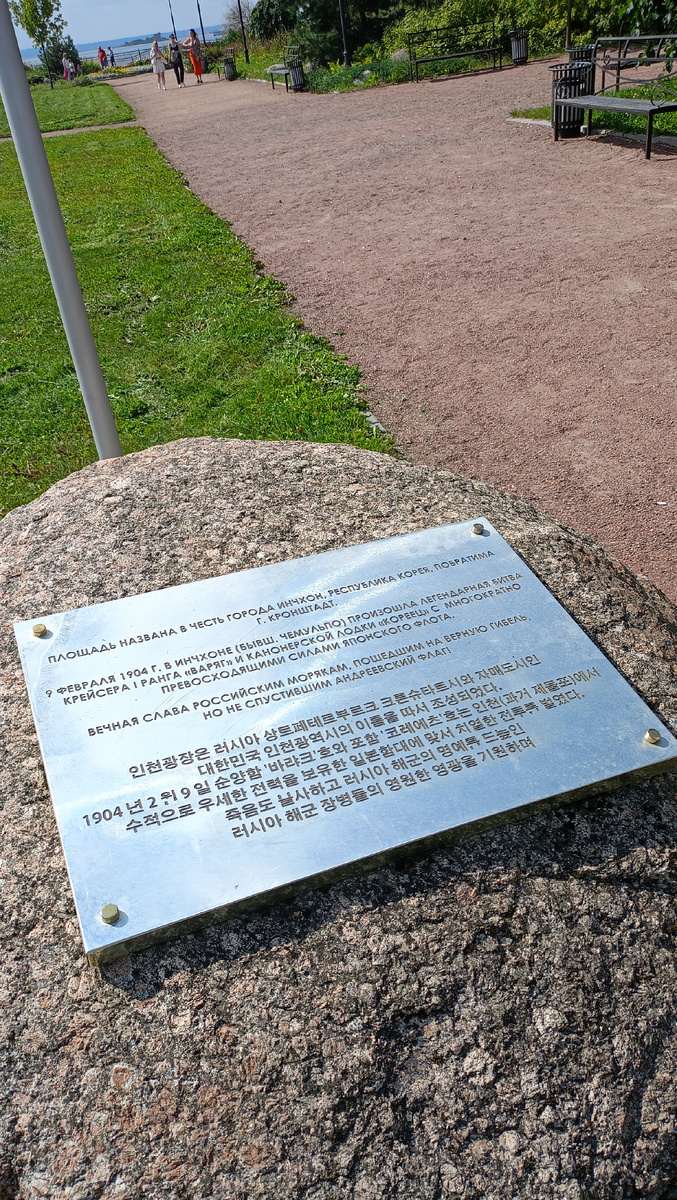 ПЛОЩАДЬ НАЗВАНА В ЧЕСТЬ ГОРОДА ИНЧХОН, РЕСПУБЛИКА КОРЕЯ, ПОБРАТИМА
Г. КРОНШТАДТ.
9 ФЕВРАЛЯ 1904 Г. В ИНЧХОНЕ (БЫВШ. ЧЕМУЛЬПО) ПРОИЗОШЛА ЛЕГЕНДАРНАЯ БИТВА
КРЕЙСЕРА I РАНГА «ВАРЯГ» И КАНОНЕРСКОЙ ЛОДКИ «КОРЕЕЦ» С МНОГОКРАТНО
ПРЕВОСХОДЯЩИМИ СИЛАМИ ЯПОНСКОГО ФЛОТА.
ВЕЧНАЯ СЛАВА РОССИЙСКИМ МОРЯКАМ, ПОШЕДШИМ НА ВЕРНУЮ ГИБЕЛЬ,
НО НЕ СПУСТИВШИМ АНДРЕЕВСКИЙ ФЛАГ!
인천광장은 러시아 상트페테르부르크 크론슈타트시와 자매도시인
대한민국 인천광역시의 이름을 따서 조성되었다.
1904 년 2 월 9 일 순양함 '바랴크'호와 포함 '코레예츠'호는 인천(과거 제물포)에서
수적으로 우세한 전력을 보유한 일본함대에 맞서 치열한 전투를 벌였다.
죽음도 불사하고 러시아 해군의 명예를 드높인
러시아 해군 장병들의 영원한 영광을 기원하며